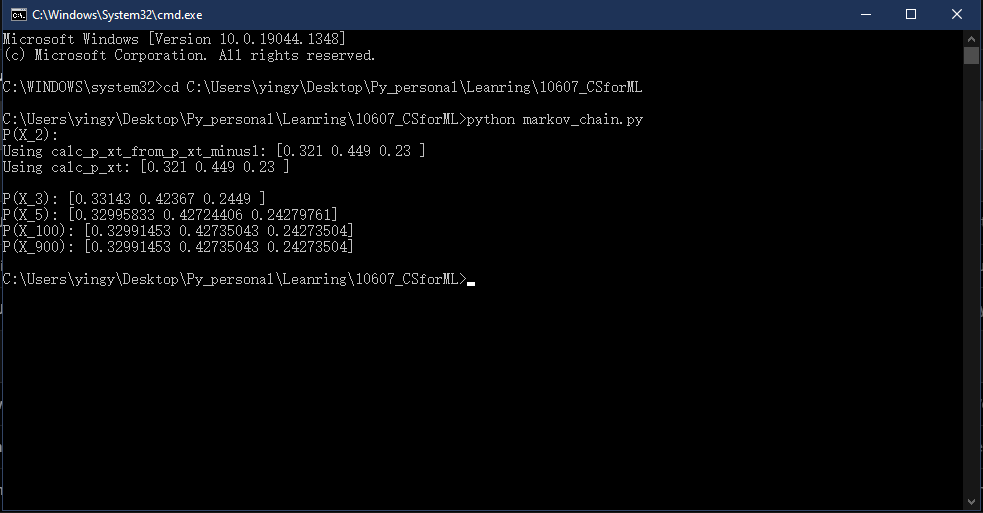 C:\Windows\System32\cmd.exe
Microsoft Windows [Version 10.0.19044.1348]
(c) Microsoft Corporation. All rights reserved.
C:\WINDOWS\system32>cd C:\Users\yingy\Desktop\Py_personal\Leanring\10607_CSforML
C:\Users\yingy\Desktop\Py_personal\Leanring\10607_CSforML>python markov_chain.py
P(X_2):
Using calc_p_xt_from_p_xt_minus1: [0.321 0.449 0.23 ]
Using calc_p_xt: [0.321 0.449 0.23 ]
P(X_3): [0.33143 0.42367 0.2449 ]
P(X_5): [0.32995833 0.42724406 0.24279761]
P(X_100): [0.32991453 0.42735043 0.24273504]
P(X_900): [0.32991453 0.42735043 0.24273504]
C:\Users\yingy\Desktop\Py_personal\Leanring\10607_CSforML>